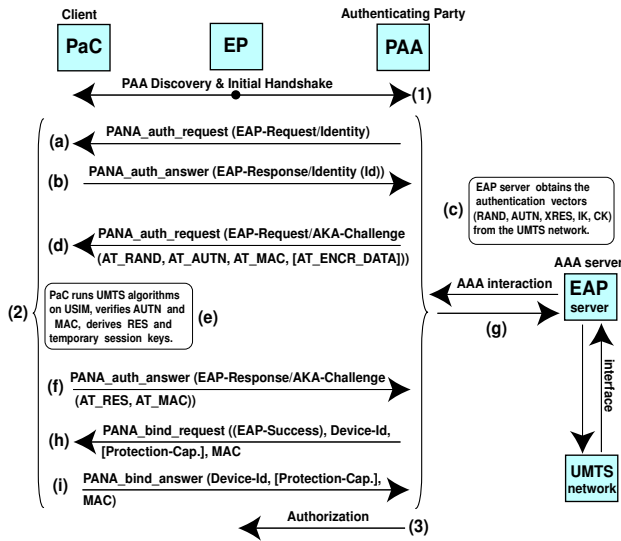 Client
Authenticating Party
PaC
EP
PAA
PAA Discovery & Initial Handshake
(1)
(a)
PANA_auth_request (EAP-Request/Identity)
(b)
PANA_auth_answer (EAP-Response/Identity (Id))
(c)
EAP server obtains the
authentication vectors
(RAND, AUTN, XRES, IK, CK)
from the UMTS network.
(d)
PANA_auth_request (EAP-Request/AKA-Challenge
(AT_RAND, AT_AUTN, AT_MAC, [AT_ENCR_DATA]))
AAA server
EAP
server
AAA interaction
(g)
(2)
PaC runs UMTS algorithms
on USIM, verifies AUTN and
MAC, derives RES and
temporary session keys.
(e)
interface
(f)
PANA_auth_answer (EAP-Response/AKA-Challenge
(AT_RES, AT_MAC))
(h)
PANA_bind_request ((EAP-Success), Device-Id,
[Protection-Cap.], MAC
(i)
PANA_bind_answer (Device-Id, [Protection-Cap.],
MAC)
UMTS
network
Authorization
(3)